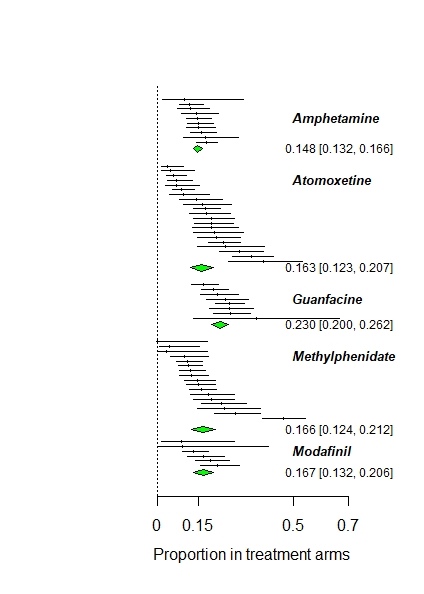 Amphetamine
0.148 [0.132, 0.166]
Atomoxetine
0.163 [0.123, 0.207]
Guanfacine
0.230 [0.200, 0.262]
Methylphenidate
0.166 [0.124, 0.212]
Modafinil
0.167 [0.132, 0.206]
0 0.15 0.5 0.7
Proportion in treatment arms